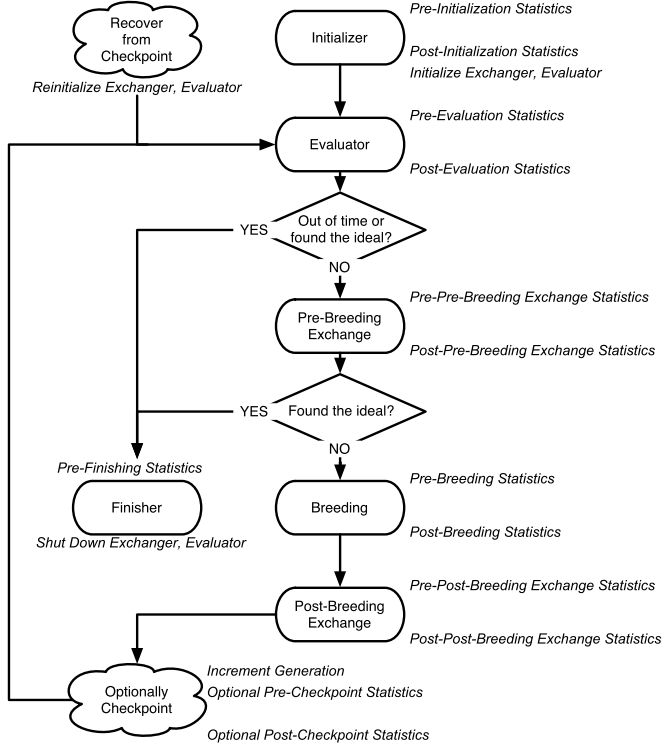 Recover
from
Checkpoint
Reinitialize Exchanger, Evaluator
Pre-Initialization Statistics
Initializer
Post-Initialization Statistics
Initialize Exchanger, Evaluator
Pre-Evaluation Statistics
Evaluator
Post-Evaluation Statistics
YES
Out of time or
found the ideal?
NO
Pre-Pre-Breeding Exchange Statistics
Pre-Breeding
Exchange
Post-Pre-Breeding Exchange Statistics
YES
Found the ideal?
NO
Pre-Finishing Statistics
Finisher
Shut Down Exchanger, Evaluator
Pre-Breeding Statistics
Breeding
Post-Breeding Statistics
Pre-Post-Breeding Exchange Statistics
Post-Breeding
Exchange
Post-Post-Breeding Exchange Statistics
Increment Generation
Optional Pre-Checkpoint Statistics
Optionally
Checkpoint
Optional Post-Checkpoint Statistics